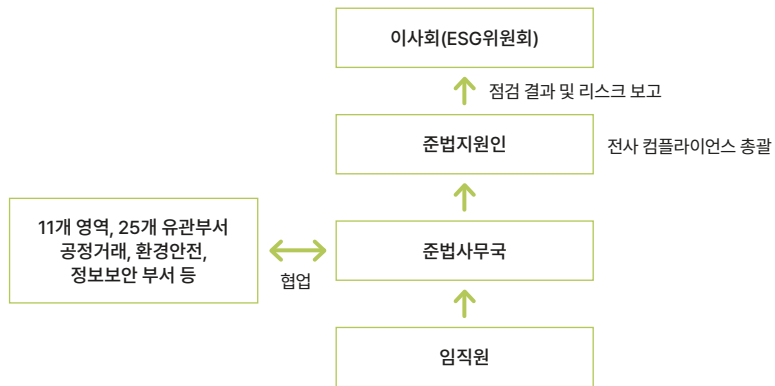 이사회(ESG위원회)
점검 결과 및 리스크 보고
준법지원인
전사 컴플라이언스 총괄
11개 영역, 25개 유관부서
공정거래, 환경안전,
정보보안 부서 등
협업
준법사무국
임직원